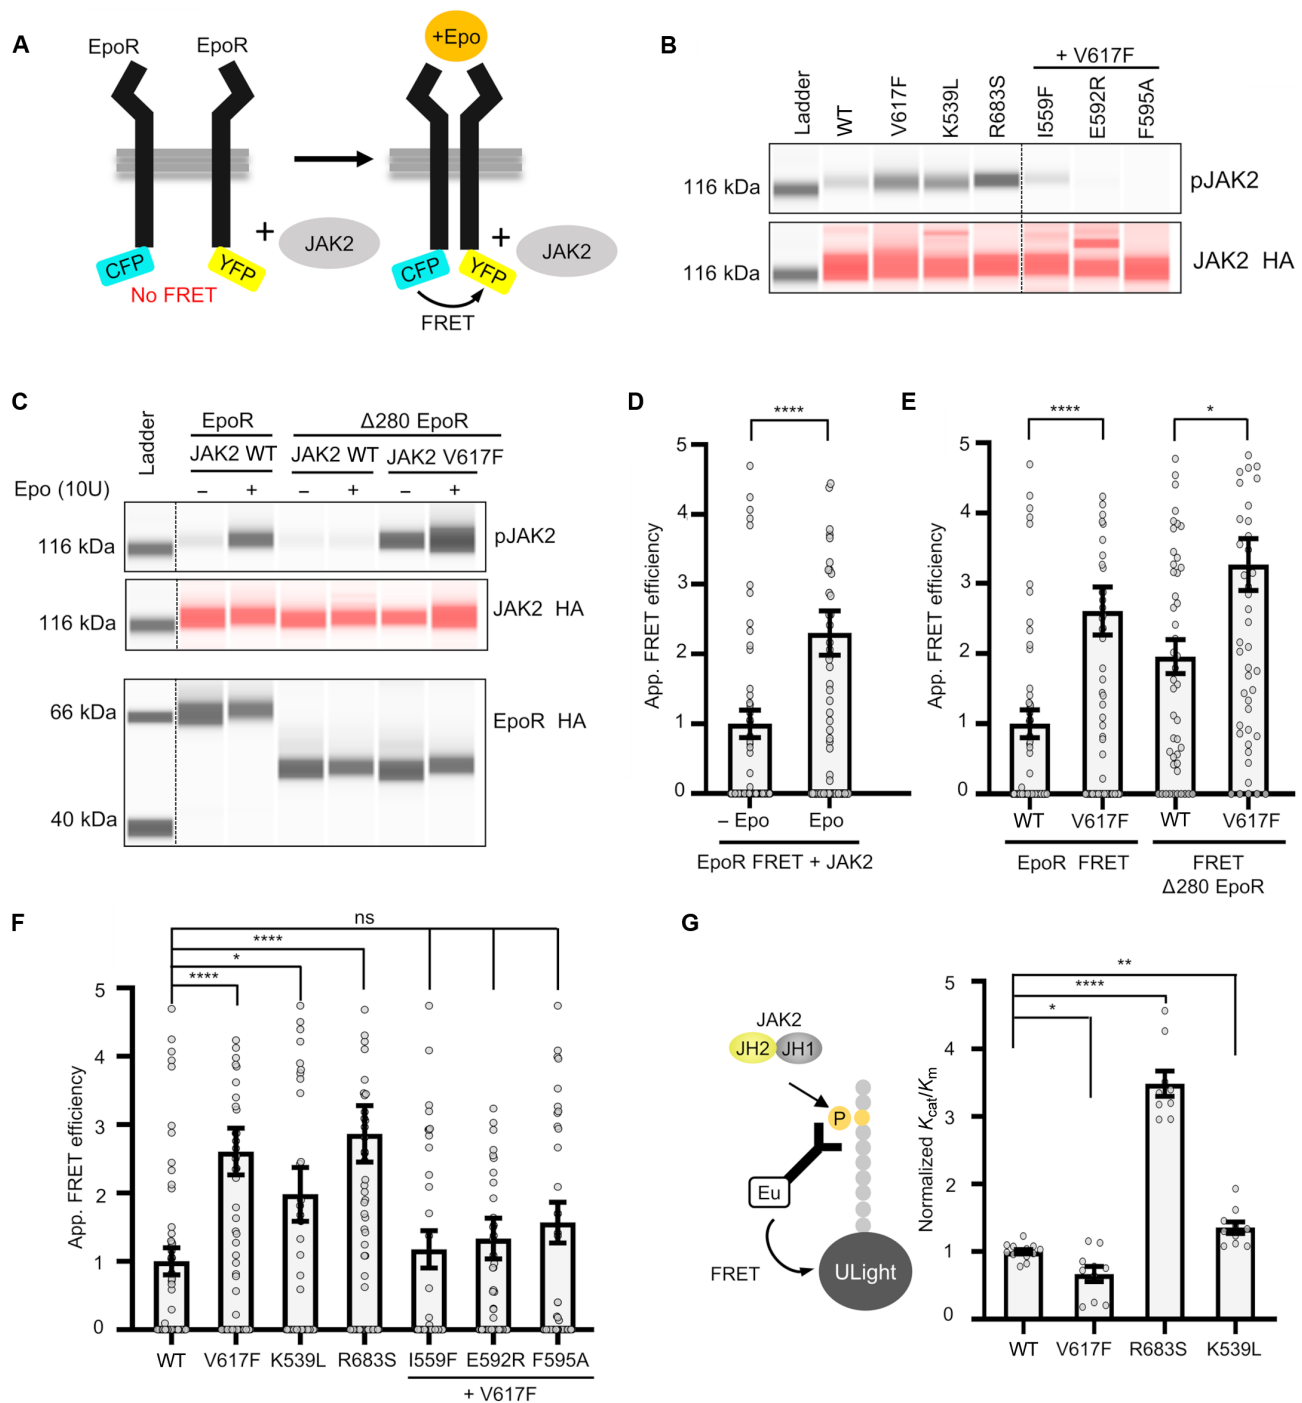 A
EpoR
EpoR
+Epo
+
JAK2
+
JAK2
CFP
YFP
CFP
YFP
No FRET
FRET
B
+ V617F
Ladder
WT
V617F
K539L
R683S
I559F
E592R
F595A
116 kDa
pJAK2
116 kDa
JAK2 HA
C
Ladder
EpoR
Δ280 EpoR
JAK2 WT
JAK2 WT
JAK2 V617F
Epo (10U)
–
+
–
+
–
+
116 kDa
pJAK2
116 kDa
JAK2 HA
66 kDa
EpoR HA
40 kDa
D
****
App. FRET efficiency
5
4
3
2
1
0
– Epo
Epo
EpoR FRET + JAK2
E
****
*
App. FRET efficiency
5
4
3
2
1
0
WT
V617F
WT
V617F
EpoR FRET
FRET
Δ280 EpoR
F
ns
****
*
****
App. FRET efficiency
5
4
3
2
1
0
WT
V617F
K539L
R683S
I559F
E592R
F595A
+ V617F
G
JAK2
JH2
JH1
P
Eu
FRET
ULight
**
****
*
Normalized Kcat/Km
5
4
3
2
1
0
WT
V617F
R683S
K539L